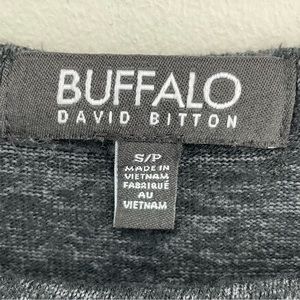 BUFFALO
DAVID BITTON
S/P
MADE IN
VIETNAM
FABRIQUÉ
AU
VIETNAM